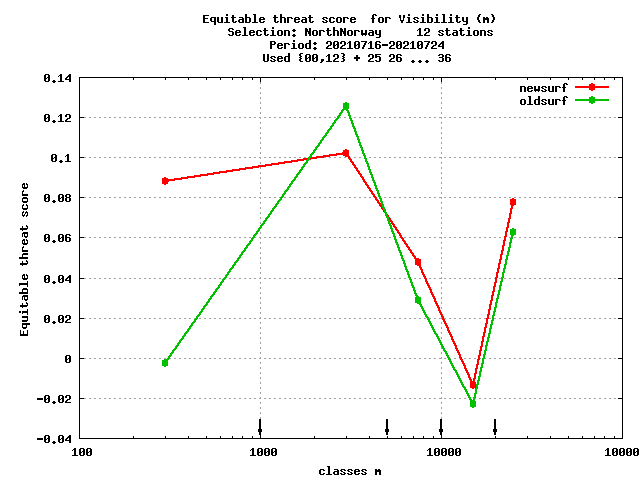 Equitable threat score  for Visibility (m)
Selection: NorthNorway     12 stations
Period: 20210716-20210724
Used {00,12} + 25 26 ... 36
newsurf
oldsurf
0.14
0.12
0.1
0.08
0.06
0.04
0.02
0
-0.02
-0.04
Equitable threat score
100 1000 10000 10000
classes m